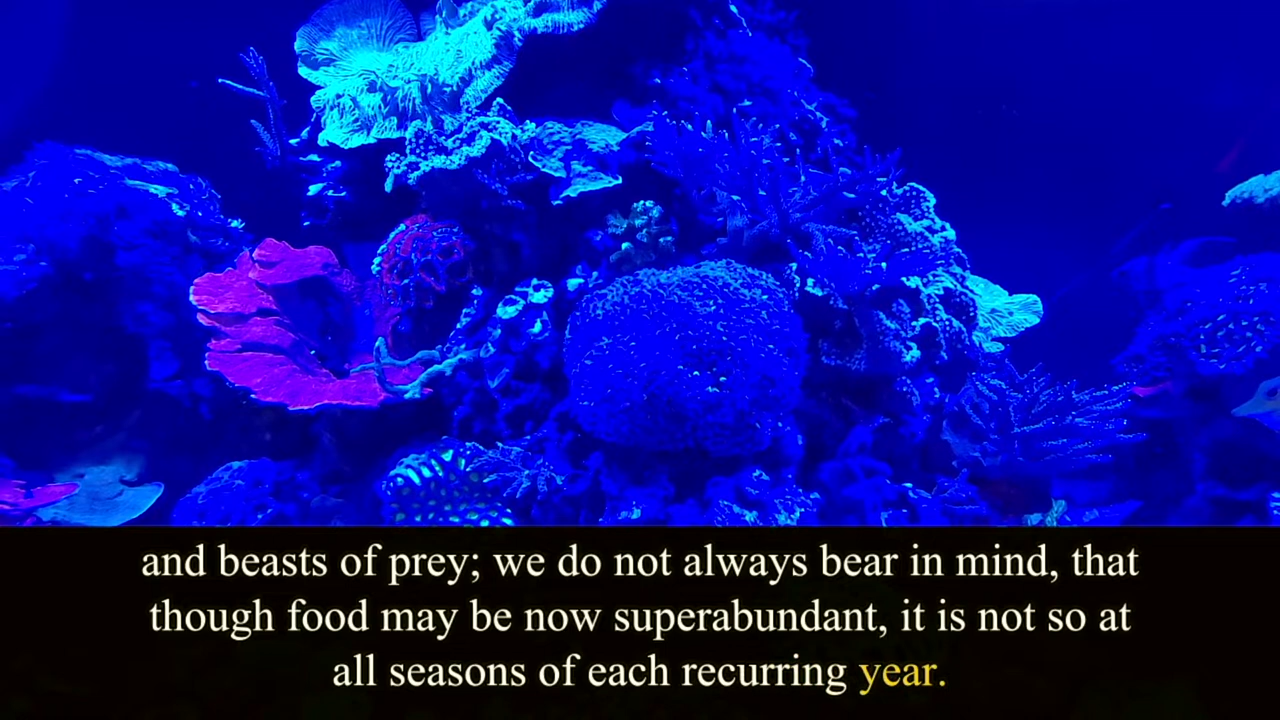 and beasts of prey; we do not always bear in mind, that
though food may be now superabundant, it is not so at
all seasons of each recurring year.